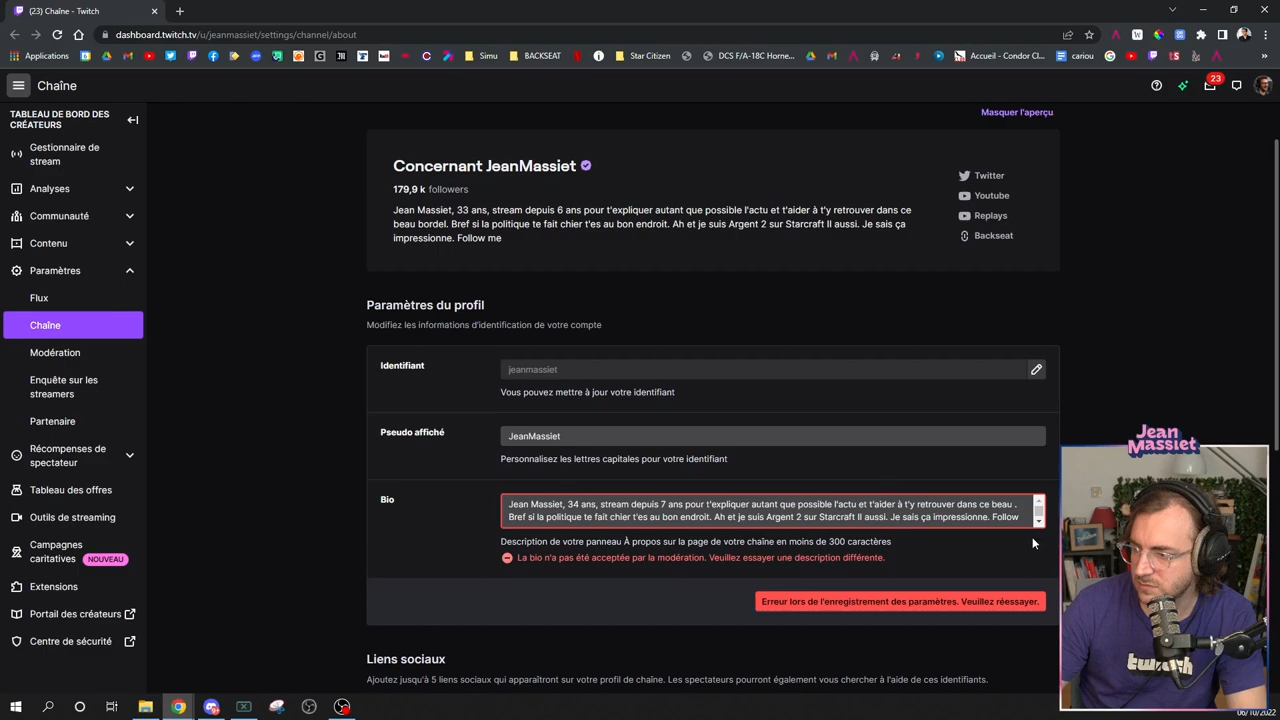 (23) Chaîne - Twitch
dashboard.twitch.tv/u/jeanmassiet/settings/channel/about
Applications
Simu
BACKSEAT
Star Citizen
DCS F/A-18C Horne...
Accueil - Condor Cl...
cariou
Chaîne
23
TABLEAU DE BORD DES
CRÉATEURS
Gestionnaire de
stream
Analyses
Communauté
Contenu
Paramètres
Flux
Chaîne
Modération
Enquête sur les
streamers
Partenaire
Récompenses de
spectateur
Tableau des offres
Outils de streaming
Campagnes
caritatives NOUVEAU
Extensions
Portail des créateurs
Centre de sécurité
Masquer l'aperçu
Concernant JeanMassiet
179,9 k followers
Jean Massiet, 33 ans, stream depuis 6 ans pour t'expliquer autant que possible l'actu et t'aider à t'y retrouver dans ce
beau bordel. Bref si la politique te fait chier t'es au bon endroit. Ah et je suis Argent 2 sur Starcraft II aussi. Je sais ça
impressionne. Follow me
Twitter
Youtube
Replays
Backseat
Paramètres du profil
Modifiez les informations d'identification de votre compte
Identifiant
jeanmassiet
Vous pouvez mettre à jour votre identifiant
Pseudo affiché
JeanMassiet
Personnalisez les lettres capitales pour votre identifiant
Bio
Jean Massiet, 34 ans, stream depuis 7 ans pour t'expliquer autant que possible l'actu et t'aider à t'y retrouver dans ce beau .
Bref si la politique te fait chier t'es au bon endroit. Ah et je suis Argent 2 sur Starcraft II aussi. Je sais ça impressionne. Follow
Description de votre panneau À propos sur la page de votre chaîne en moins de 300 caractères
La bio n'a pas été acceptée par la modération. Veuillez essayer une description différente.
Erreur lors de l'enregistrement des paramètres. Veuillez réessayer.
Liens sociaux
Ajoutez jusqu'à 5 liens sociaux qui apparaîtront sur votre profil de chaîne. Les spectateurs pourront également vous chercher à l'aide de ces identifiants.
Jean
Massiet
twitch
06/10/2022